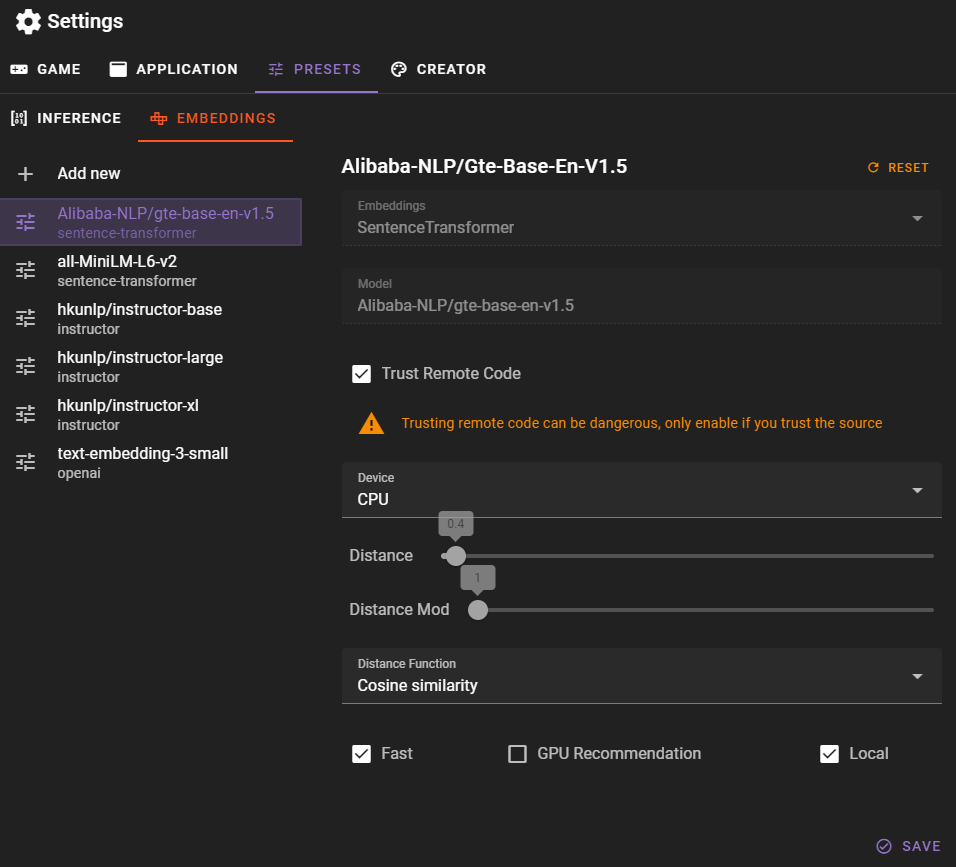 Settings
GAME
APPLICATION
PRESETS
CREATOR
INFERENCE
EMBEDDINGS
Add new
Alibaba-NLP/gte-base-en-v1.5
sentence-transformer
all-MiniLM-L6-v2
sentence-transformer
hkunlp/instructor-base
instructor
hkunlp/instructor-large
instructor
hkunlp/instructor-xl
instructor
text-embedding-3-small
openai
Alibaba-NLP/Gte-Base-En-V1.5
RESET
Embeddings
SentenceTransformer
Model
Alibaba-NLP/gte-base-en-v1.5
Trust Remote Code
Trusting remote code can be dangerous, only enable if you trust the source
Device
CPU
0.4
Distance
1
Distance Mod
Distance Function
Cosine similarity
Fast
GPU Recommendation
Local
SAVE